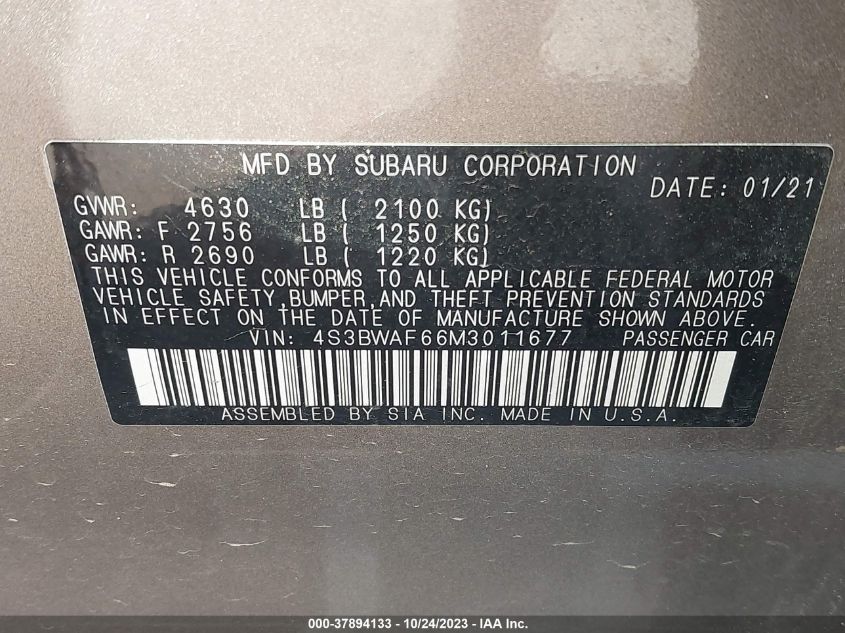 MFD BY SUBARU CORPORATION
DATE: 01/21
GVWR: 4630 LB ( 2100 KG)
GAWR: F 2756 LB ( 1250 KG)
GAWR: R 2690 LB ( 1220 KG)
THIS VEHICLE CONFORMS TO ALL APPLICABLE FEDERAL MOTOR
VEHICLE SAFETY,BUMPER,AND THEFT PREVENTION STANDARDS
IN EFFECT ON THE DATE OF MANUFACTURE SHOWN ABOVE.
VIN: 4S3BWAF66M3011677 PASSENGER CAR
ASSEMBLED BY SIA INC. MADE IN U.S.A.
000-37894133 - 10/24/2023 - IAA Inc.